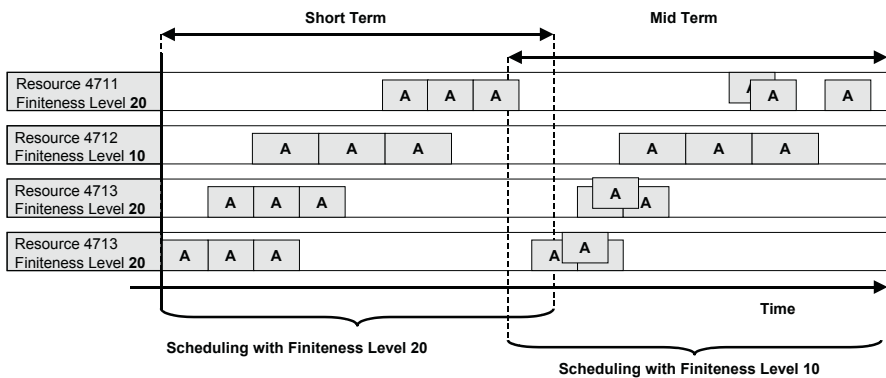 Short Term
Mid Term
Resource 4711
Finiteness Level 20
A A A A A A
Resource 4712
Finiteness Level 10
A A A A A A
Resource 4713
Finiteness Level 20
A A A A A
Resource 4713
Finiteness Level 20
A A A A A
Time
Scheduling with Finiteness Level 20
Scheduling with Finiteness Level 10